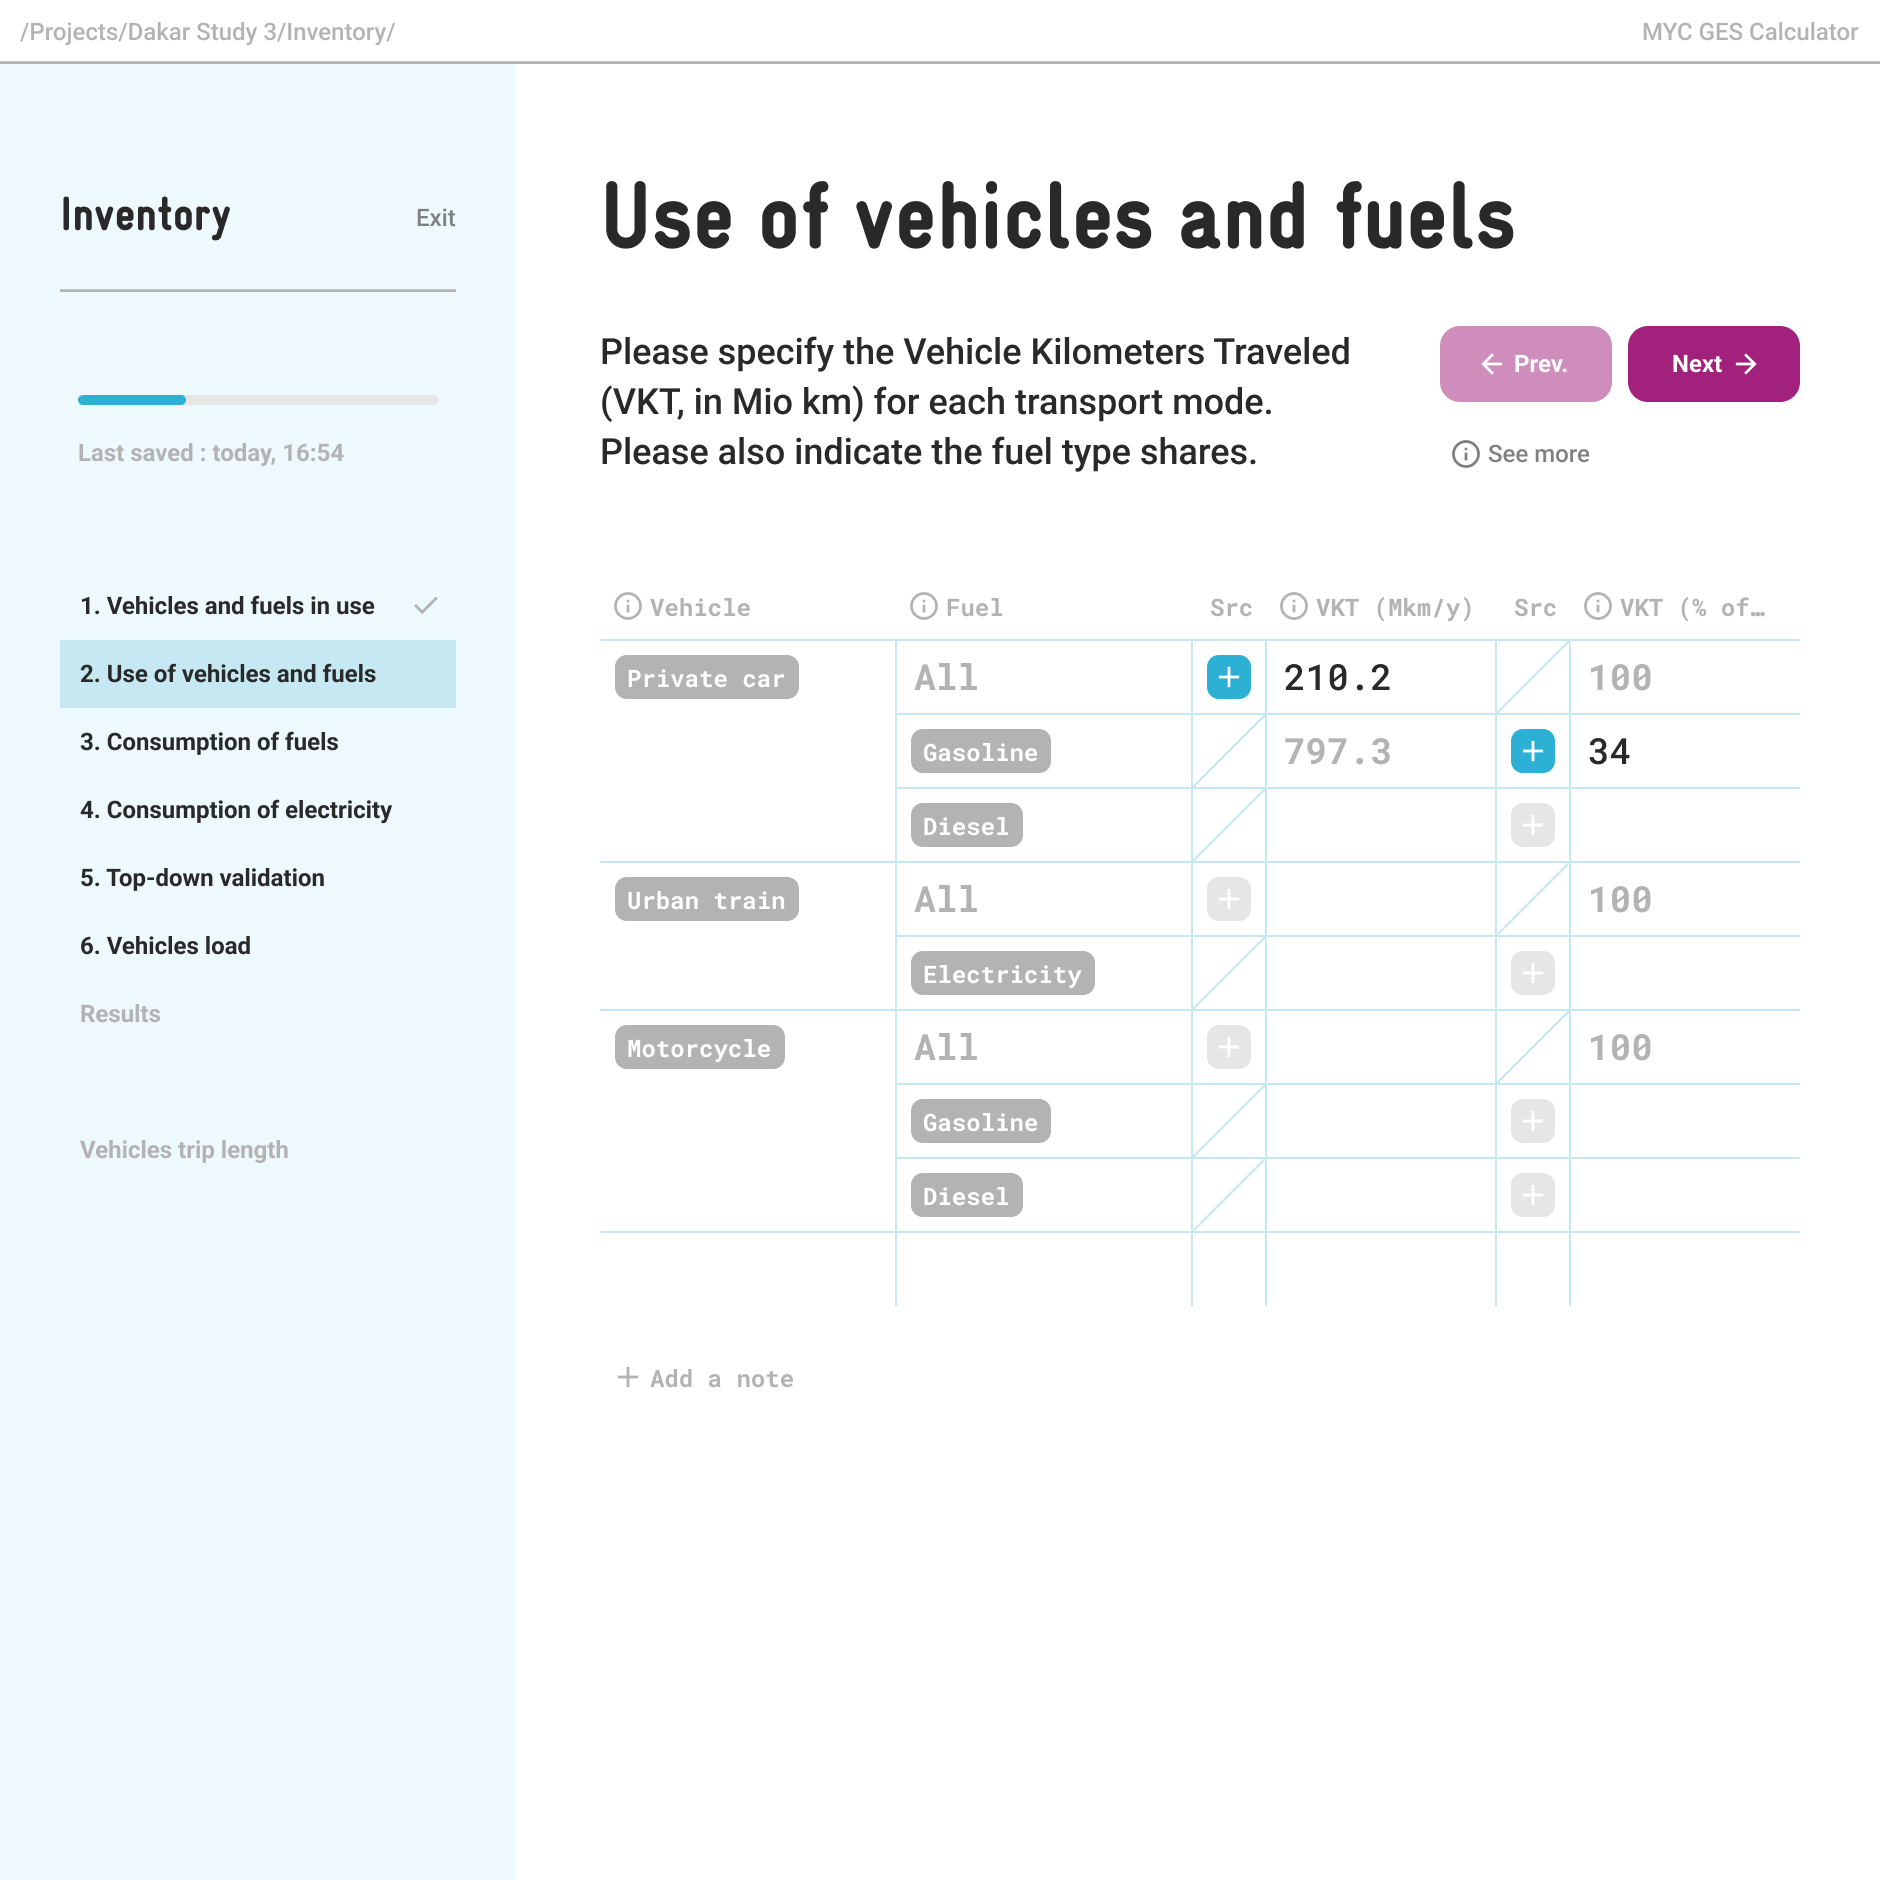 /Projects/Dakar Study 3/Inventory/
MYC GES Calculator
Inventory
Exit
Last saved : today, 16:54
1. Vehicles and fuels in use
2. Use of vehicles and fuels
3. Consumption of fuels
4. Consumption of electricity
5. Top-down validation
6. Vehicles load
Results
Vehicles trip length
Use of vehicles and fuels
Please specify the Vehicle Kilometers Traveled
(VKT, in Mio km) for each transport mode.
Please also indicate the fuel type shares.
← Prev.
Next →
See more
Vehicle Fuel Src VKT (Mkm/y) Src VKT (% of…
Private car All 210.2 100
Gasoline 797.3 34
Diesel
Urban train All 100
Electricity
Motorcycle All 100
Gasoline
Diesel
+ Add a note